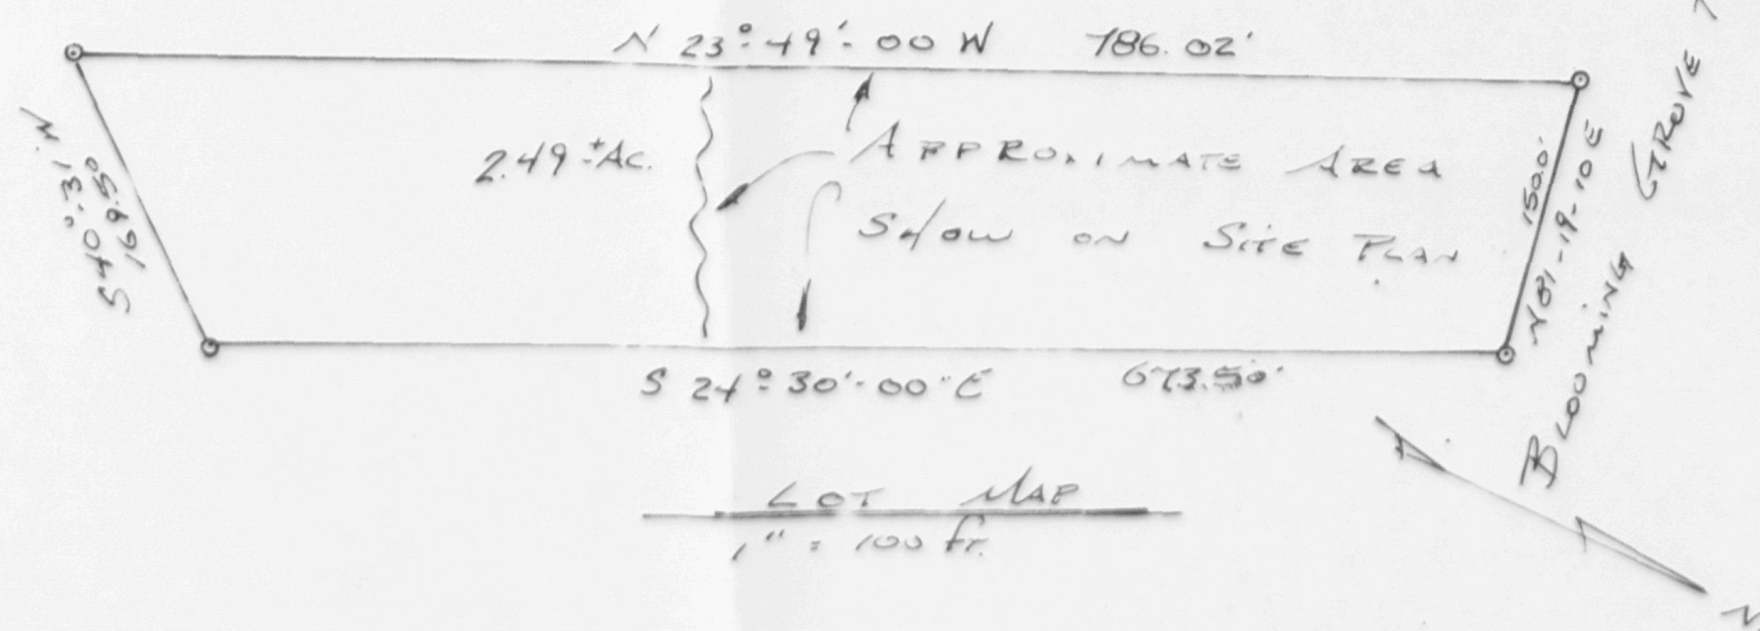 N 23°-49'-00 W 786.02'
2.49 ± Ac.
APPROXIMATE AREA
SHOW ON SITE PLAN
S 40°-31' W
169.58
150.0'
N 81-19-10 E
BLOOMING GROVE
S 24°-30'-00" E 673.50'
LOT MAP
1" = 100 ft.
N